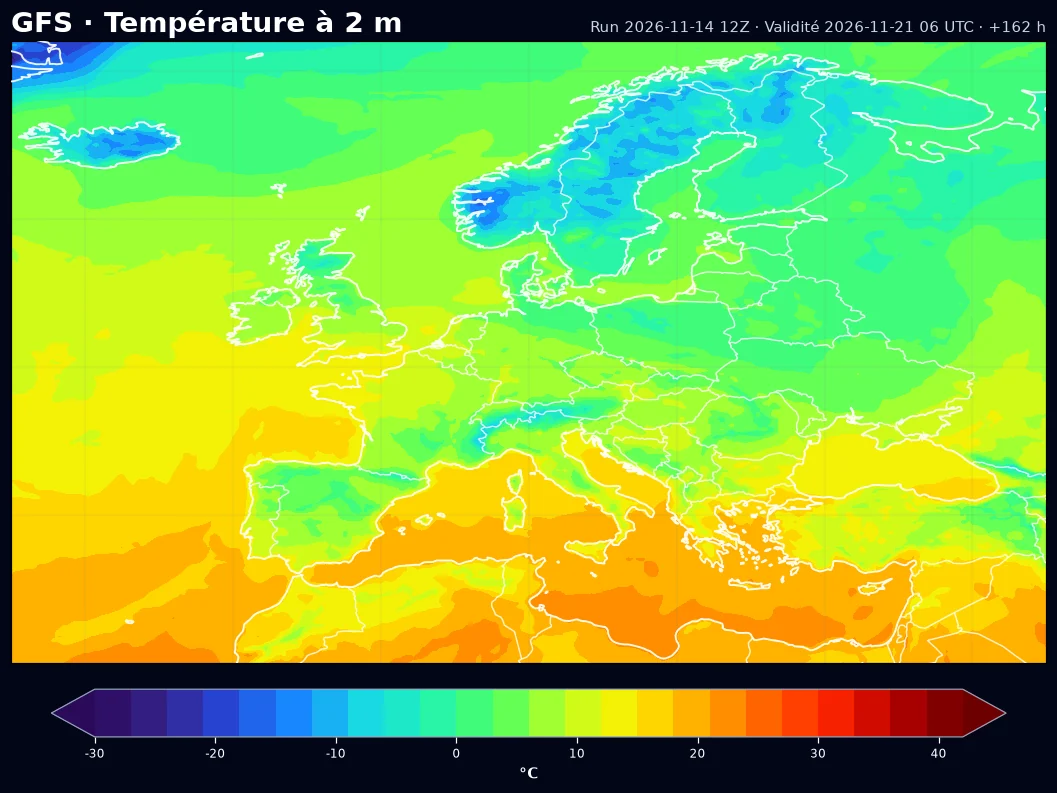 GFS · Température à 2 m
Run 2026-11-14 12Z · Validité 2026-11-21 06 UTC · +162 h
-30 -20 -10 0 10 20 30 40
°C